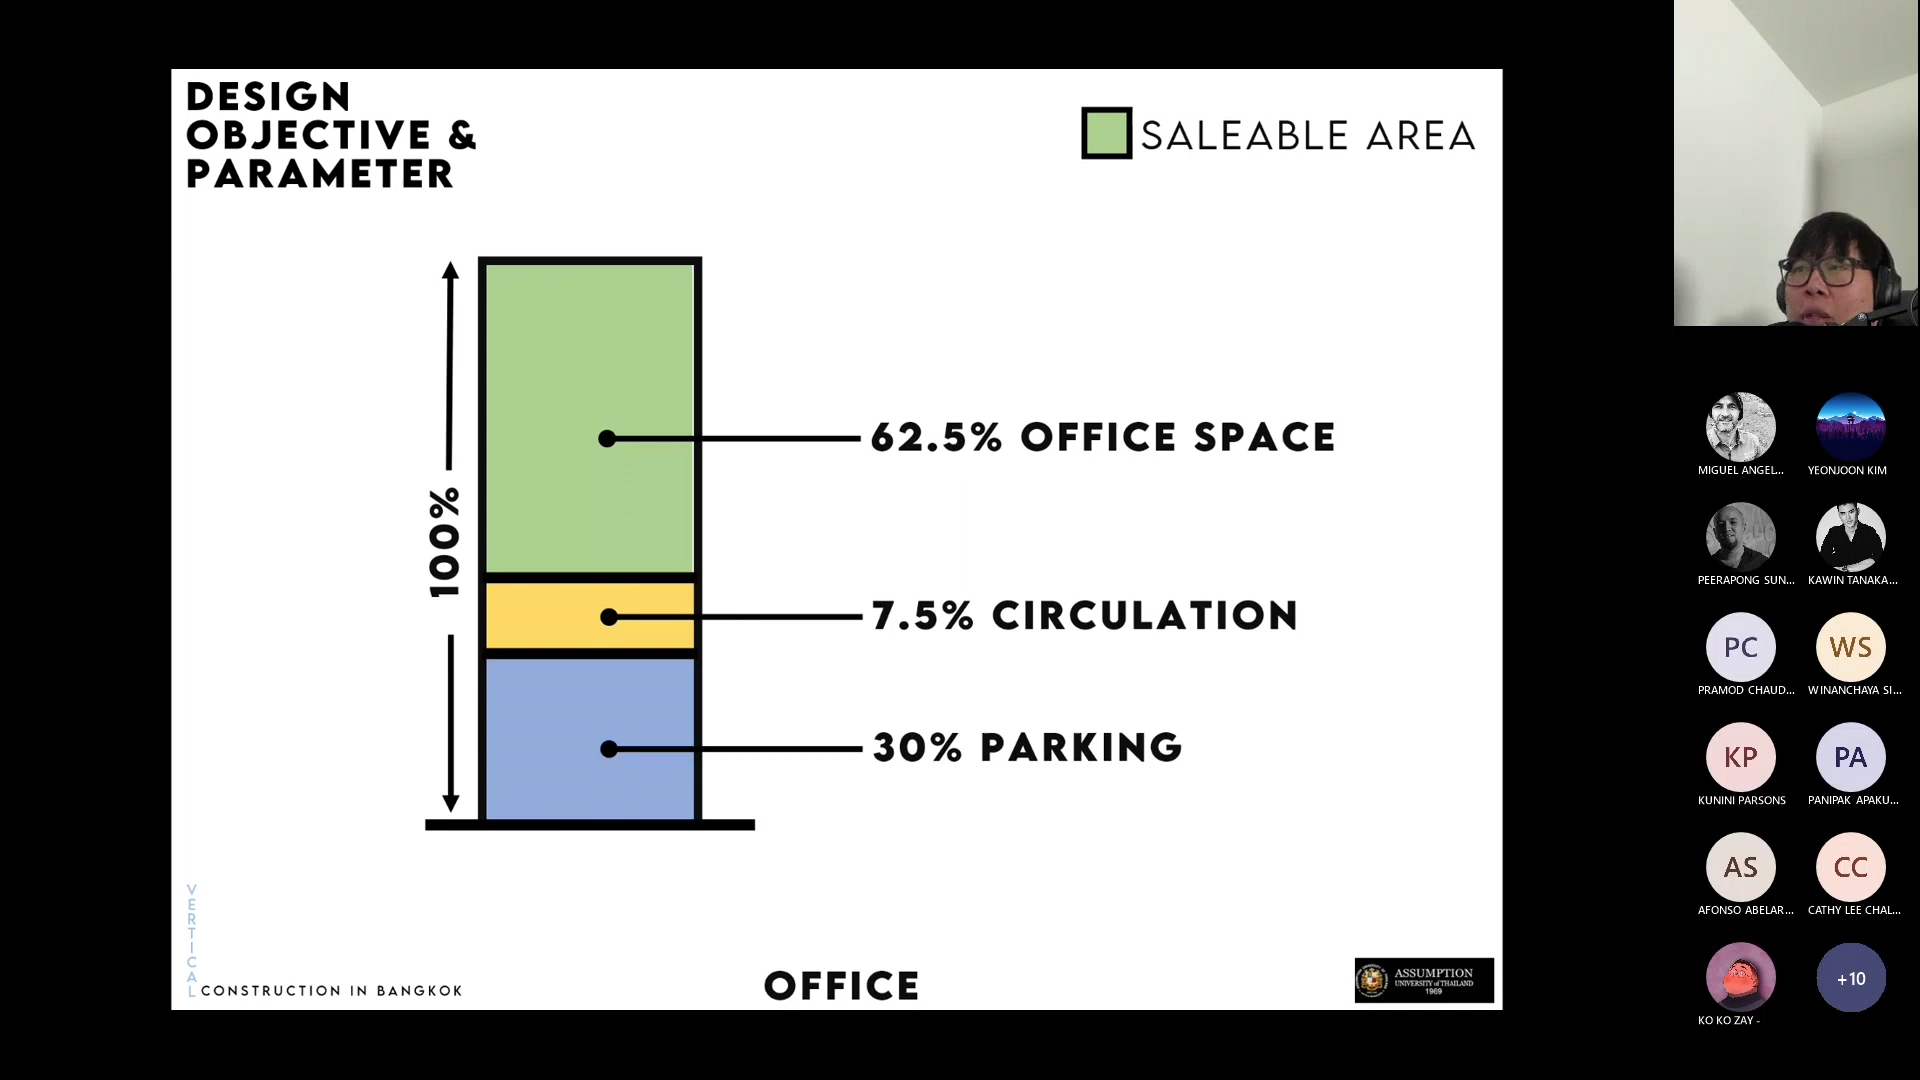 DESIGN
OBJECTIVE &
PARAMETER
SALEABLE AREA
100%
62.5% OFFICE SPACE
7.5% CIRCULATION
30% PARKING
VERTICAL
CONSTRUCTION IN BANGKOK
OFFICE
ASSUMPTION
UNIVERSITY of THAILAND
1969
MIGUEL ANGEL...
YEONJOON KIM
PEERAPONG SUN...
KAWIN TANAKA...
PC
WS
PRAMOD CHAUD...
WINANCHAYA SI...
KP
PA
KUNINI PARSONS
PANIPAK APAKU...
AS
CC
AFONSO ABELAR...
CATHY LEE CHAL...
+10
KO KO ZAY -